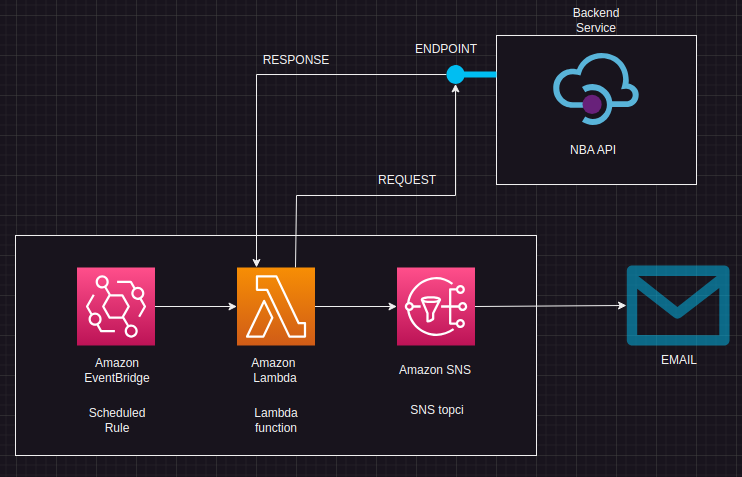 Backend
Service
ENDPOINT
RESPONSE
NBA API
REQUEST
Amazon
EventBridge
Scheduled
Rule
Amazon
Lambda
Lambda
function
Amazon SNS
SNS topci
EMAIL